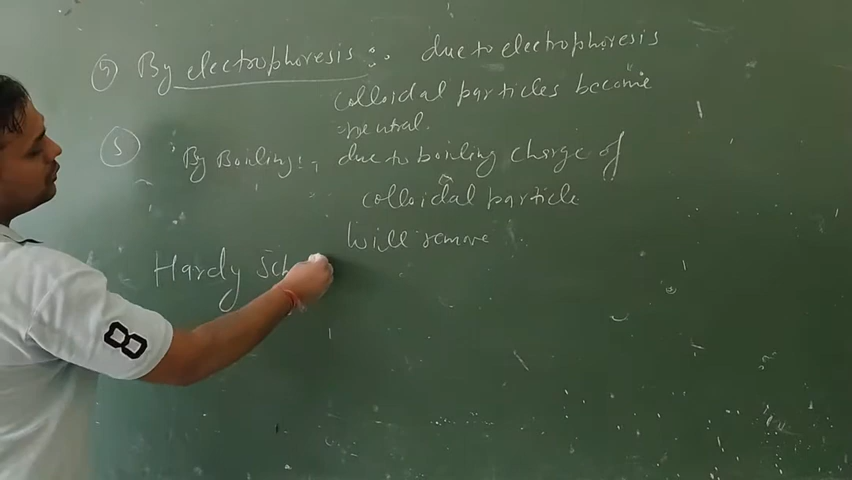 4) By electrophoresis :. due to electrophoresis
colloidal particles become
neutral.
5 By Boiling :, due to boiling charge of
colloidal particle
will remove
Hardy Sch
8